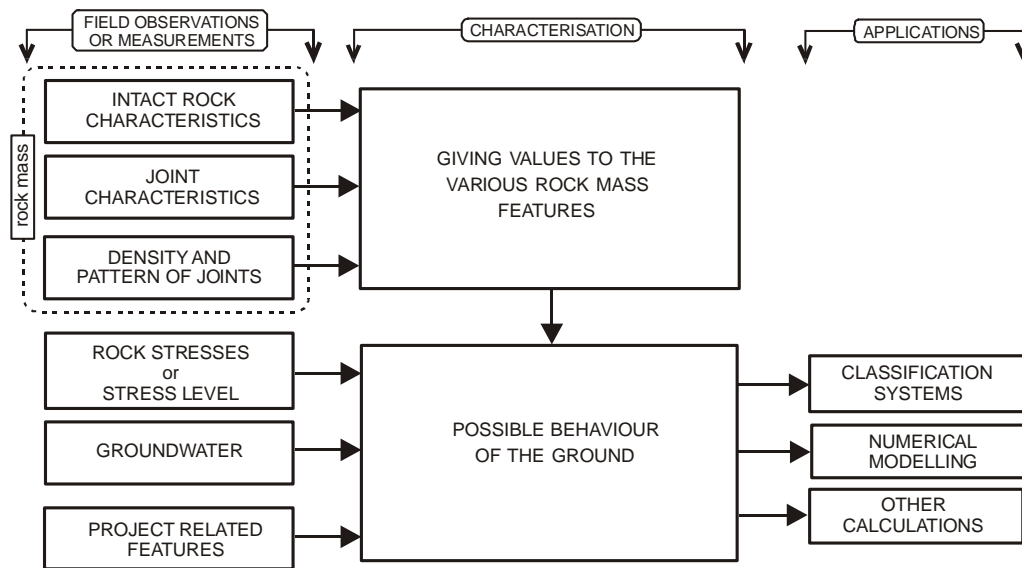 FIELD OBSERVATIONS
OR MEASUREMENTS
CHARACTERISATION
APPLICATIONS
rock mass
INTACT ROCK
CHARACTERISTICS
JOINT
CHARACTERISTICS
DENSITY AND
PATTERN OF JOINTS
GIVING VALUES TO THE
VARIOUS ROCK MASS
FEATURES
ROCK STRESSES
or
STRESS LEVEL
GROUNDWATER
PROJECT RELATED
FEATURES
POSSIBLE BEHAVIOUR
OF THE GROUND
CLASSIFICATION
SYSTEMS
NUMERICAL
MODELLING
OTHER
CALCULATIONS